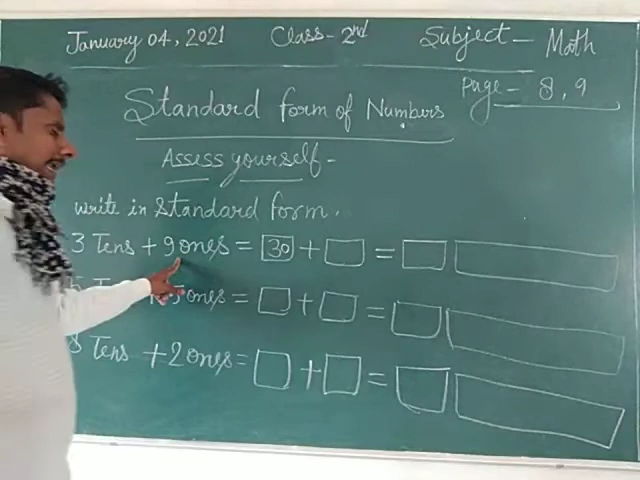 January 04, 2021 Class - 2nd Subject - Math
Page - 8, 9
Standard form of Numbers
Assess yourself -
write in Standard form.
3 Tens + 9 ones = 30 + □ = □
5 ones = □ + □ = □
8 Tens + 2 ones = □ + □ = □